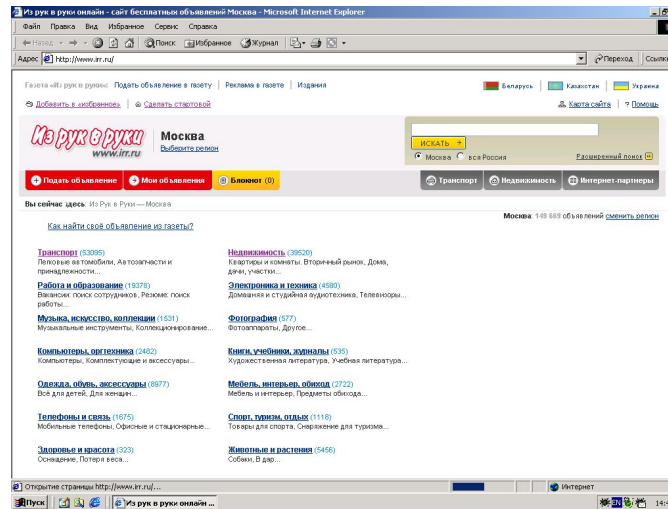 Из рук в руки онлайн - сайт бесплатных объявлений Москва - Microsoft Internet Explorer
Файл Правка Вид Избранное Сервис Справка
Назад Поиск Избранное Журнал
Адрес http://www.irr.ru/ Переход Ссылки
Газета «Из рук в руки»: Подать объявление в газету Реклама в газете Издания Беларусь Казахстан Украина
Добавить в «избранное» Сделать стартовой Карта сайта ? Помощь
Из рук в руки
www.irr.ru
Москва
Выберите регион
ИСКАТЬ
Москва вся Россия Расширенный поиск
Подать объявление Мои объявления Блокнот (0) Транспорт Недвижимость Интернет-партнеры
Вы сейчас здесь: Из Рук в Руки — Москва
Москва: 149 669 объявлений сменить регион
Как найти своё объявление из газеты?
Транспорт (53095)
Легковые автомобили, Автозапчасти и
принадлежности...
Недвижимость (39520)
Квартиры и комнаты. Вторичный рынок, Дома,
дачи, участки...
Работа и образование (19378)
Вакансии: поиск сотрудников, Резюме: поиск
работы...
Электроника и техника (4580)
Домашняя и студийная аудиотехника, Телевизоры...
Музыка, искусство, коллекции (1531)
Музыкальные инструменты, Коллекционирование...
Фотография (577)
Фотоаппараты, Другое...
Компьютеры, оргтехника (2482)
Компьютеры, Комплектующие и аксессуары...
Книги, учебники, журналы (535)
Художественная литература, Учебная литература...
Одежда, обувь, аксессуары (8977)
Всё для детей, Для женщин...
Мебель, интерьер, обиход (2722)
Мебель и интерьер, Предметы обихода...
Телефоны и связь (1675)
Мобильные телефоны, Офисные и стационарные...
Спорт, туризм, отдых (1118)
Товары для спорта, Снаряжение для туризма...
Здоровье и красота (323)
Оснащение, Потеря веса...
Животные и растения (5456)
Собаки, В дар...
Открытие страницы http://www.irr.ru/... Интернет
Пуск Из рук в руки онлайн ... EN